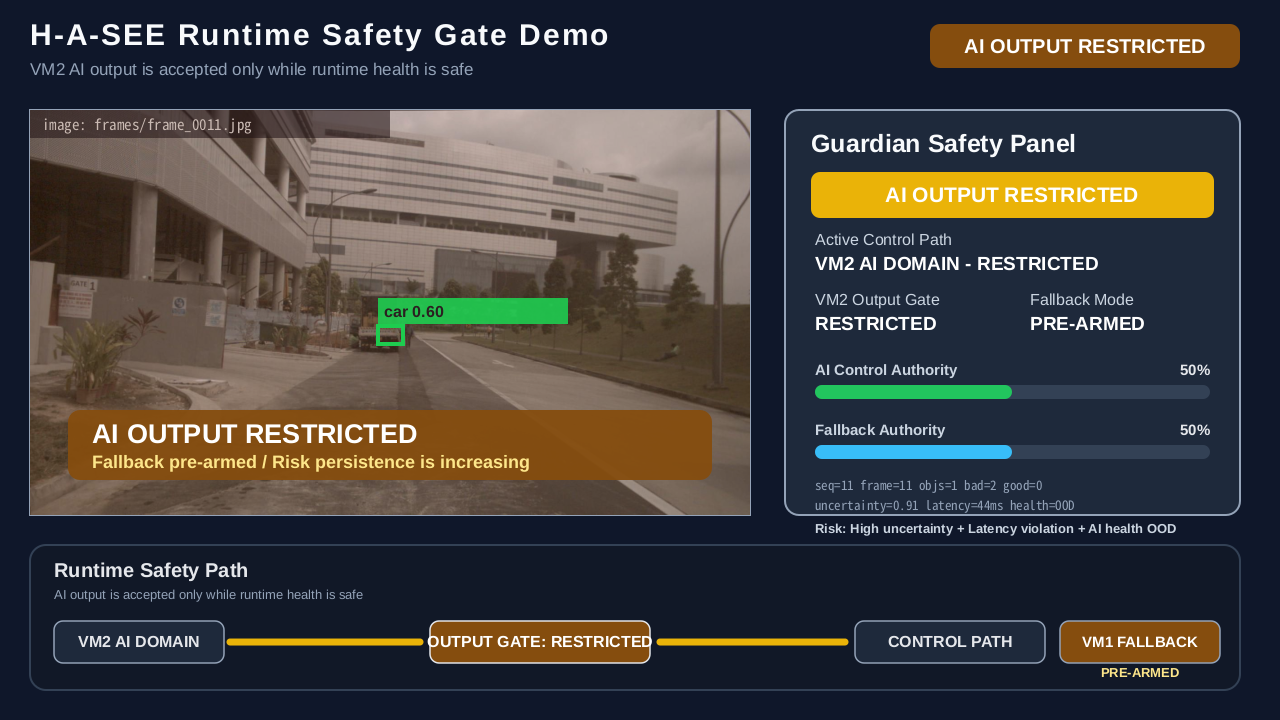 H-A-SEE Runtime Safety Gate Demo
VM2 AI output is accepted only while runtime health is safe
AI OUTPUT RESTRICTED
image: frames/frame_0011.jpg
GATE 1
car 0.60
AI OUTPUT RESTRICTED
Fallback pre-armed / Risk persistence is increasing
Guardian Safety Panel
AI OUTPUT RESTRICTED
Active Control Path
VM2 AI DOMAIN - RESTRICTED
VM2 Output Gate
RESTRICTED
Fallback Mode
PRE-ARMED
AI Control Authority 50%
Fallback Authority 50%
seq=11 frame=11 objs=1 bad=2 good=0
uncertainty=0.91 latency=44ms health=OOD
Risk: High uncertainty + Latency violation + AI health OOD
Runtime Safety Path
AI output is accepted only while runtime health is safe
VM2 AI DOMAIN
OUTPUT GATE: RESTRICTED
CONTROL PATH
VM1 FALLBACK
PRE-ARMED